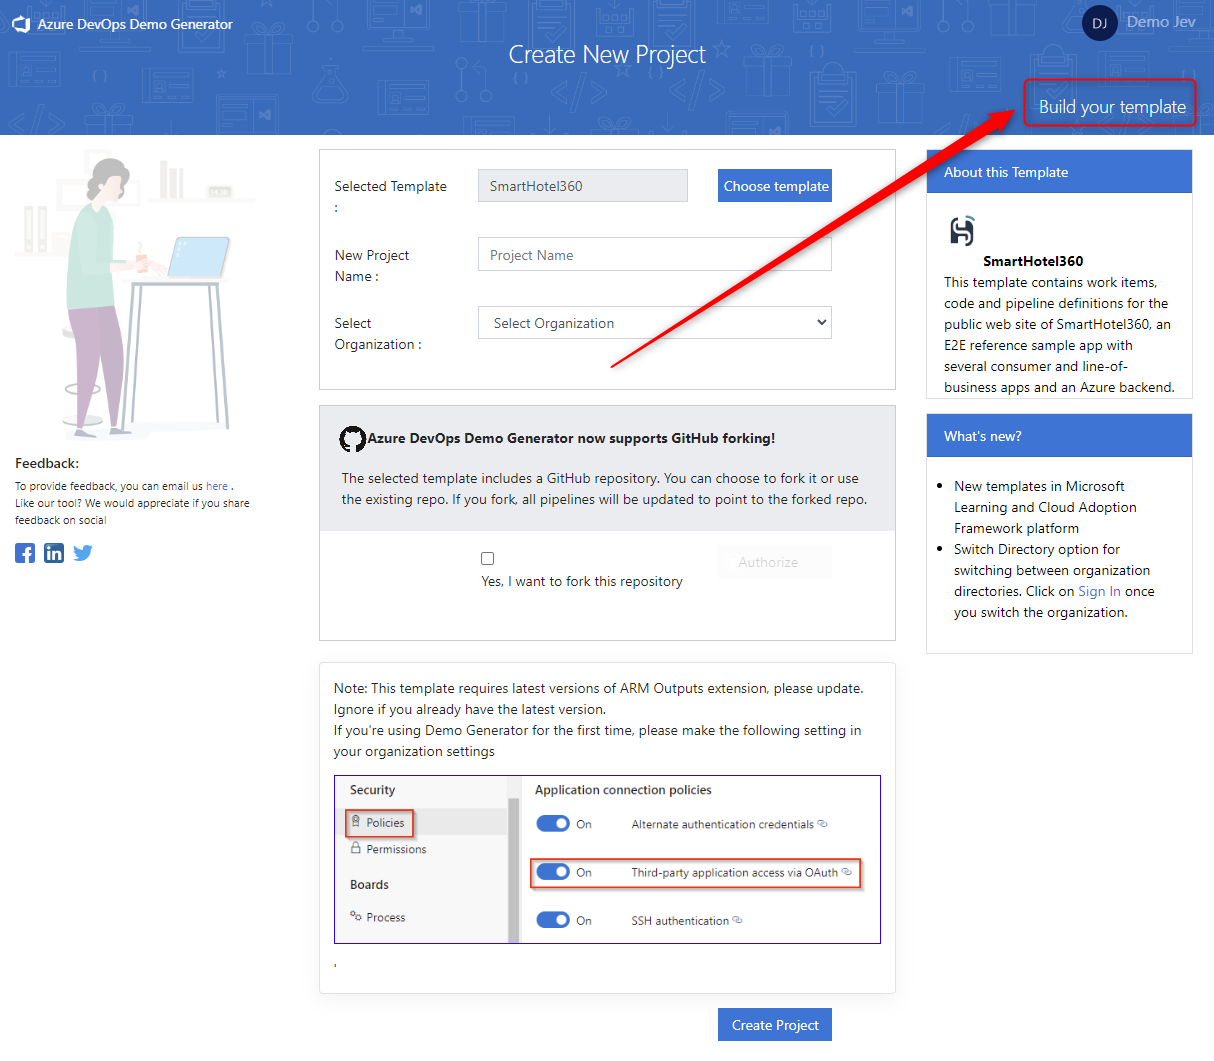 Azure DevOps Demo Generator
DJ
Demo Jev
Create New Project
Build your template
Selected Template
:
SmartHotel360
Choose template
New Project
Name :
Project Name
Select
Organization :
Select Organization
About this Template
SmartHotel360
This template contains work items,
code and pipeline definitions for the
public web site of SmartHotel360, an
E2E reference sample app with
several consumer and line-of-
business apps and an Azure backend.
Azure DevOps Demo Generator now supports GitHub forking!
The selected template includes a GitHub repository. You can choose to fork it or use
the existing repo. If you fork, all pipelines will be updated to point to the forked repo.
Yes, I want to fork this repository
Authorize
What's new?
• New templates in Microsoft
Learning and Cloud Adoption
Framework platform
• Switch Directory option for
switching between organization
directories. Click on Sign In once
you switch the organization.
Feedback:
To provide feedback, you can email us here .
Like our tool? We would appreciate if you share
feedback on social
Note: This template requires latest versions of ARM Outputs extension, please update.
Ignore if you already have the latest version.
If you're using Demo Generator for the first time, please make the following setting in
your organization settings
Security
Policies
Permissions
Boards
Process
Application connection policies
On Alternate authentication credentials
On Third-party application access via OAuth
On SSH authentication
'
Create Project